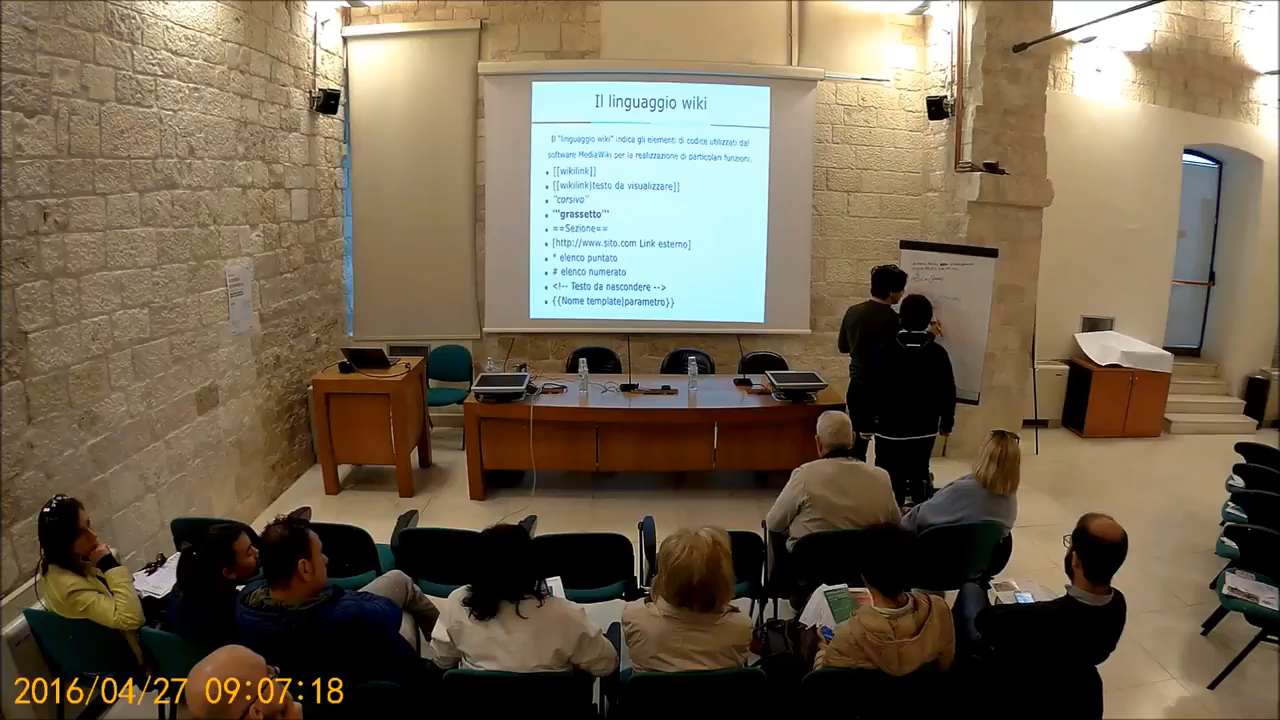 Il linguaggio wiki
Il "linguaggio wiki" indica gli elementi di codice utilizzati dal
software MediaWiki per la realizzazione di particolari funzioni.
• [[wikilink]]
• [[wikilink|testo da visualizzare]]
• ''corsivo''
• '''grassetto'''
• ==Sezione==
• [http://www.sito.com Link esterno]
• * elenco puntato
• # elenco numerato
• <!-- Testo da nascondere -->
• {{Nome template|parametro}}
2016/04/27 09:07:18